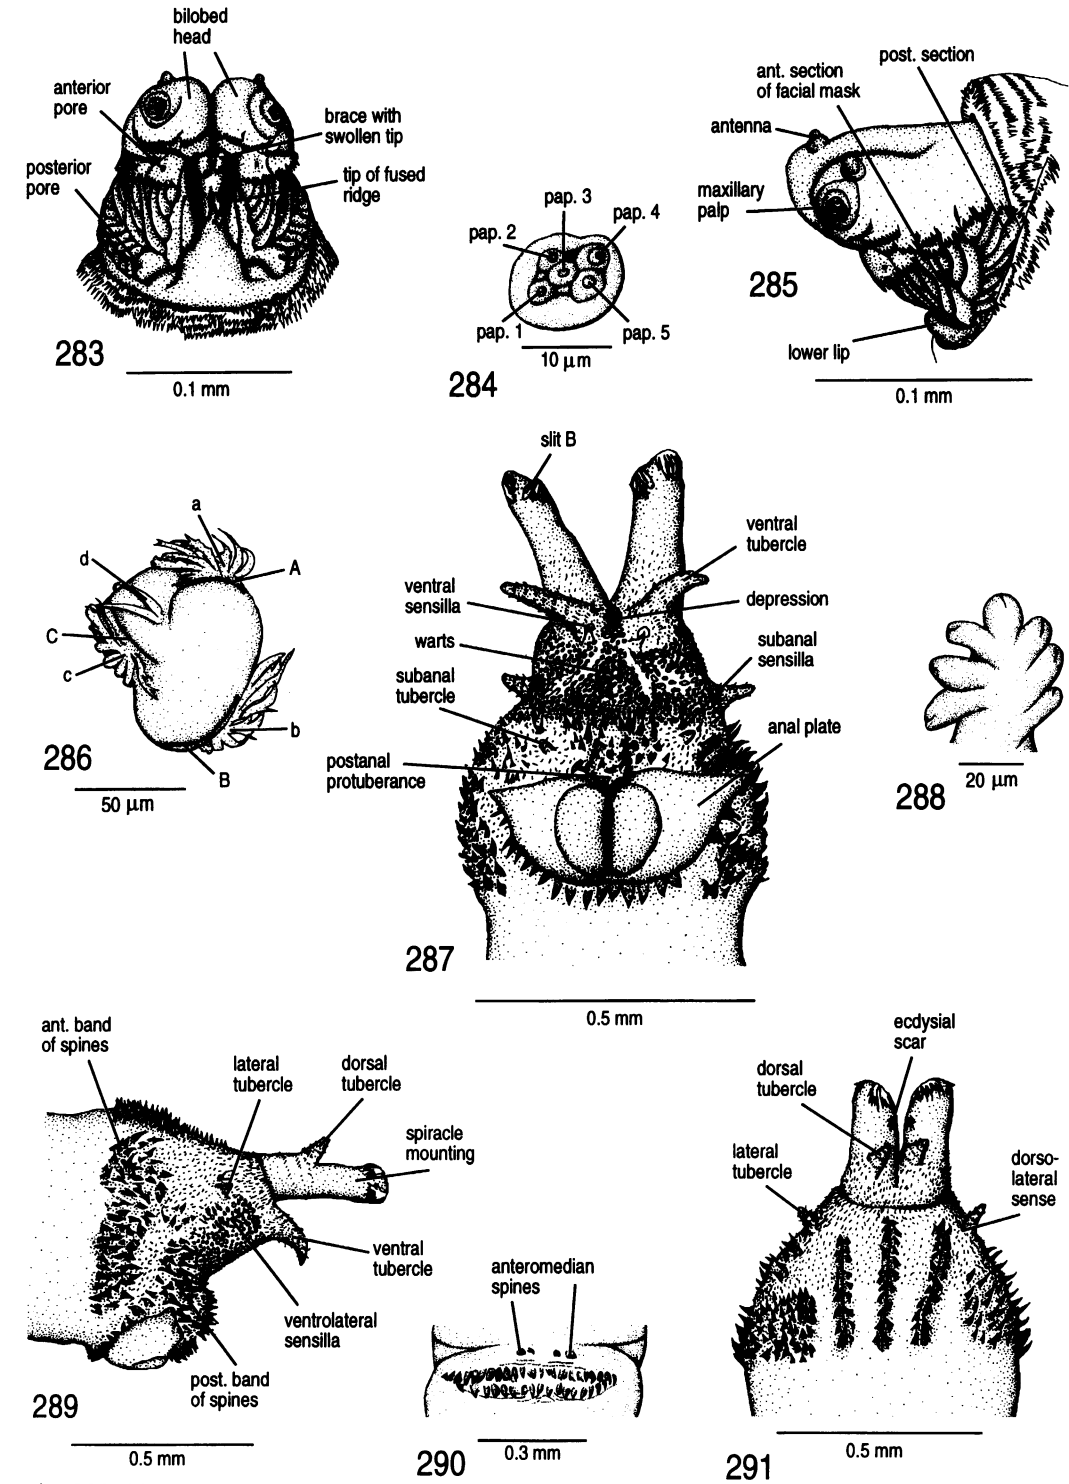 bilobed
head
anterior
pore
brace with
swollen tip
posterior
pore
tip of fused
ridge
283
0.1 mm
pap. 3
pap. 2
pap. 4
pap. 1
pap. 5
10 µm
284
post. section
ant. section
of facial mask
antenna
maxillary
palp
285
lower lip
0.1 mm
a
d
A
C
c
b
286
B
50 µm
slit B
ventral
tubercle
ventral
sensilla
depression
warts
subanal
sensilla
subanal
tubercle
anal plate
postanal
protuberance
287
0.5 mm
20 µm
288
ant. band
of spines
lateral
tubercle
dorsal
tubercle
spiracle
mounting
ventral
tubercle
ventrolateral
sensilla
post. band
of spines
289
0.5 mm
anteromedian
spines
290
0.3 mm
ecdysial
scar
dorsal
tubercle
lateral
tubercle
dorso-
lateral
sense
291
0.5 mm